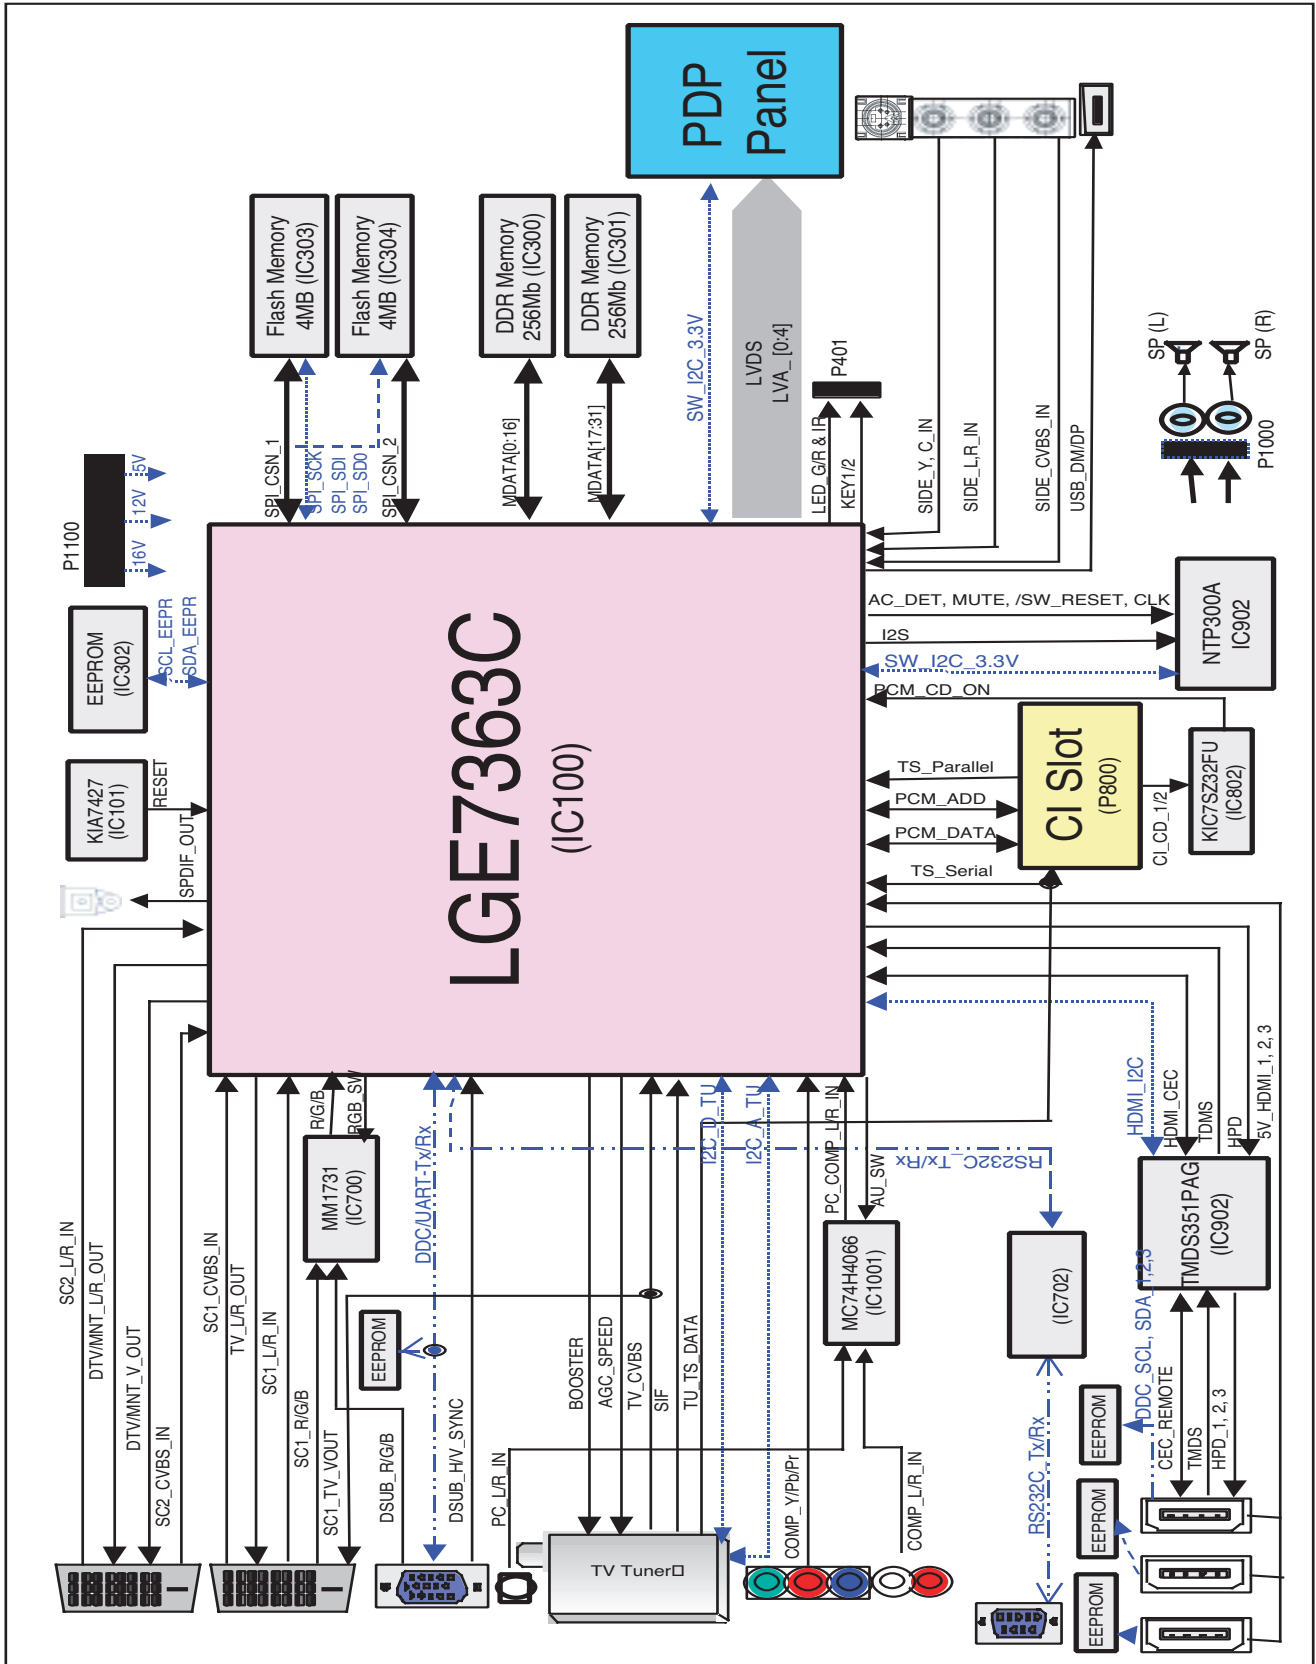 PDP
Panel
Flash Memory
4MB (IC303)
Flash Memory
4MB (IC304)
DDR Memory
256Mb (IC300)
DDR Memory
256Mb (IC301)
SPI_CSN_1
SPI_SCK
SPI_SDI
SPI_SD0
SPI_CSN_2
MDATA[0:16]
MDATA[17:31]
SW_I2C_3.3V
LVDS
LVA_ [0:4]
P401
LED_G/R & IR
KEY1/2
SIDE_Y, C_IN
SIDE_L,R_IN
SIDE_CVBS_IN
USB_DM/DP
SP (L)
SP (R)
P1000
P1100
16V
12V
5V
EEPROM
(IC302)
SCL_EEPR
SDA_EEPR
KIA7427
(IC101)
RESET
SPDIF_OUT
LGE7363C
(IC100)
AC_DET, MUTE, /SW_RESET, CLK
I2S
SW_I2C_3.3V
PCM_CD_ON
NTP300A
IC902
TS_Parallel
PCM_ADD
PCM_DATA
TS_Serial
CI Slot
(P800)
CI_CD_1/2
KIC7SZ32FU
(IC802)
SC2_L/R_IN
DTV/MNT_L/R_OUT
DTV/MNT_V_OUT
SC2_CVBS_IN
SC1_CVBS_IN
TV_L/R_OUT
SC1_L/R_IN
SC1_R/G/B
SC1_TV_VOUT
R/G/B
RGB_SW
MM1731
(IC700)
DSUB_R/G/B
EEPROM
DDC/UART-Tx/Rx
DSUB_H/V_SYNC
PC_L/R_IN
BOOSTER
AGC_SPEED
TV_CVBS
SIF
TU_TS_DATA
I2C_D_TU
I2C_A_TU
TV Tuner□
COMP_Y/Pb/Pr
PC_COMP_L/R_IN
AU_SW
MC74H4066
(IC1001)
COMP_L/R_IN
RS232C_Tx/Rx
(IC702)
RS232C_Tx/Rx
HDMI_I2C
HDMI_CEC
TDMS
HPD
5V_HDMI_1, 2, 3
TMDS351PAG
(IC902)
DDC_SCL, SDA_1,2,3
CEC_REMOTE
TMDS
HPD_1, 2, 3
EEPROM
EEPROM
EEPROM